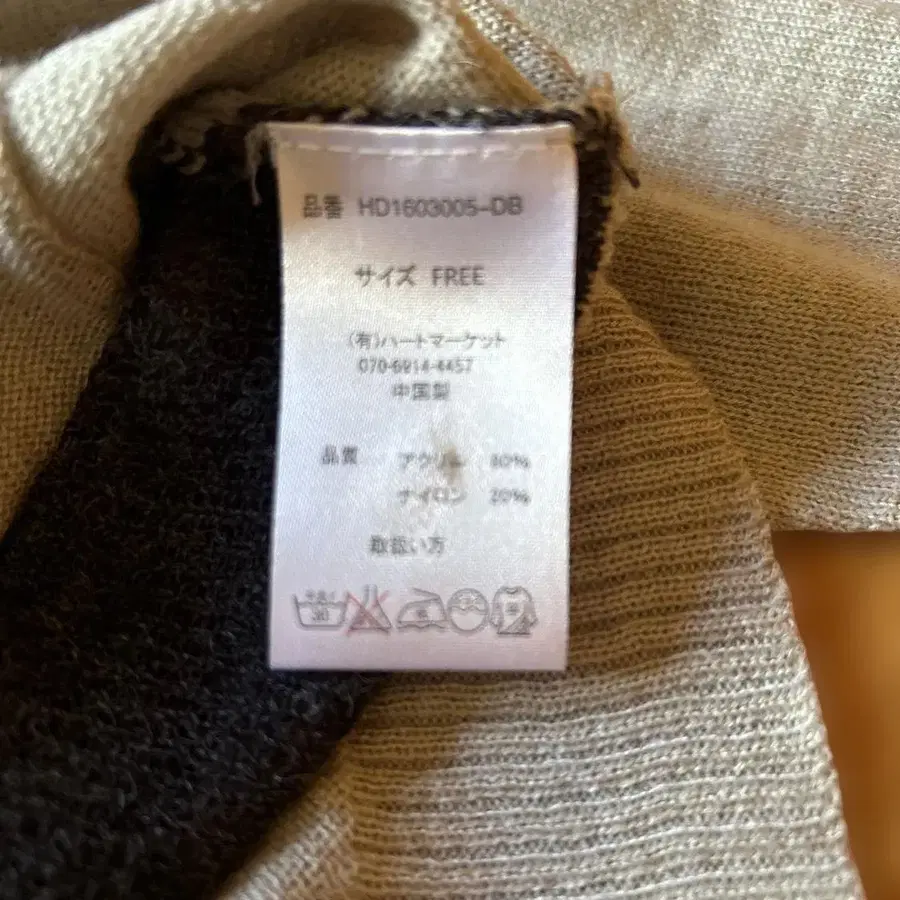 品番 HD1603005-DB
サイズ FREE
(有)ハートマーケット
070-6914-4457
中国製
品質 アクリル 80%
ナイロン 20%
取扱い方
30